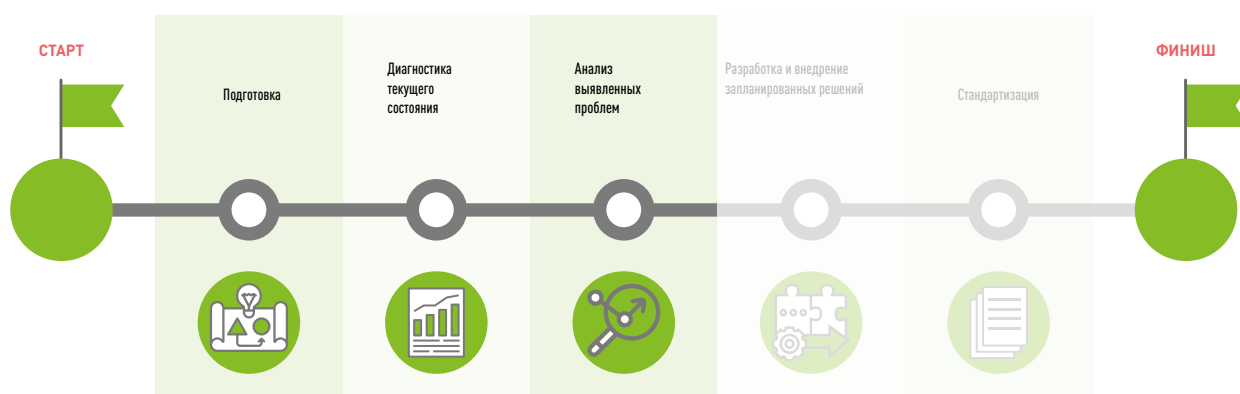 СТАРТ
ФИНИШ
Подготовка
Диагностика
текущего
состояния
Анализ
выявленных
проблем
Разработка и внедрение
запланированных решений
Стандартизация